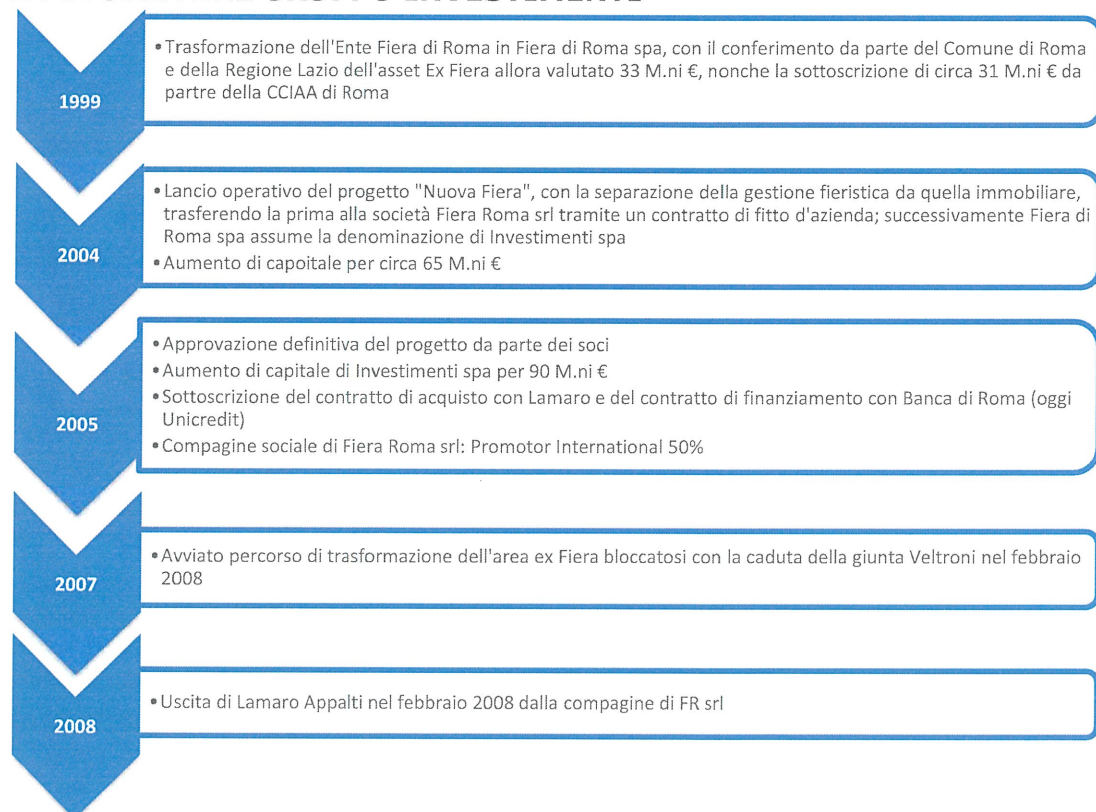 1999
• Trasformazione dell'Ente Fiera di Roma in Fiera di Roma spa, con il conferimento da parte del Comune di Roma
e della Regione Lazio dell'asset Ex Fiera allora valutato 33 M.ni €, nonche la sottoscrizione di circa 31 M.ni € da
partre della CCIAA di Roma
2004
• Lancio operativo del progetto "Nuova Fiera", con la separazione della gestione fieristica da quella immobiliare,
trasferendo la prima alla società Fiera Roma srl tramite un contratto di fitto d'azienda; successivamente Fiera di
Roma spa assume la denominazione di Investimenti spa
• Aumento di capoitale per circa 65 M.ni €
2005
• Approvazione definitiva del progetto da parte dei soci
• Aumento di capitale di Investimenti spa per 90 M.ni €
• Sottoscrizione del contratto di acquisto con Lamaro e del contratto di finanziamento con Banca di Roma (oggi
Unicredit)
• Compagine sociale di Fiera Roma srl: Promotor International 50%
2007
• Avviato percorso di trasformazione dell'area ex Fiera bloccatosi con la caduta della giunta Veltroni nel febbraio
2008
2008
• Uscita di Lamaro Appalti nel febbraio 2008 dalla compagine di FR srl